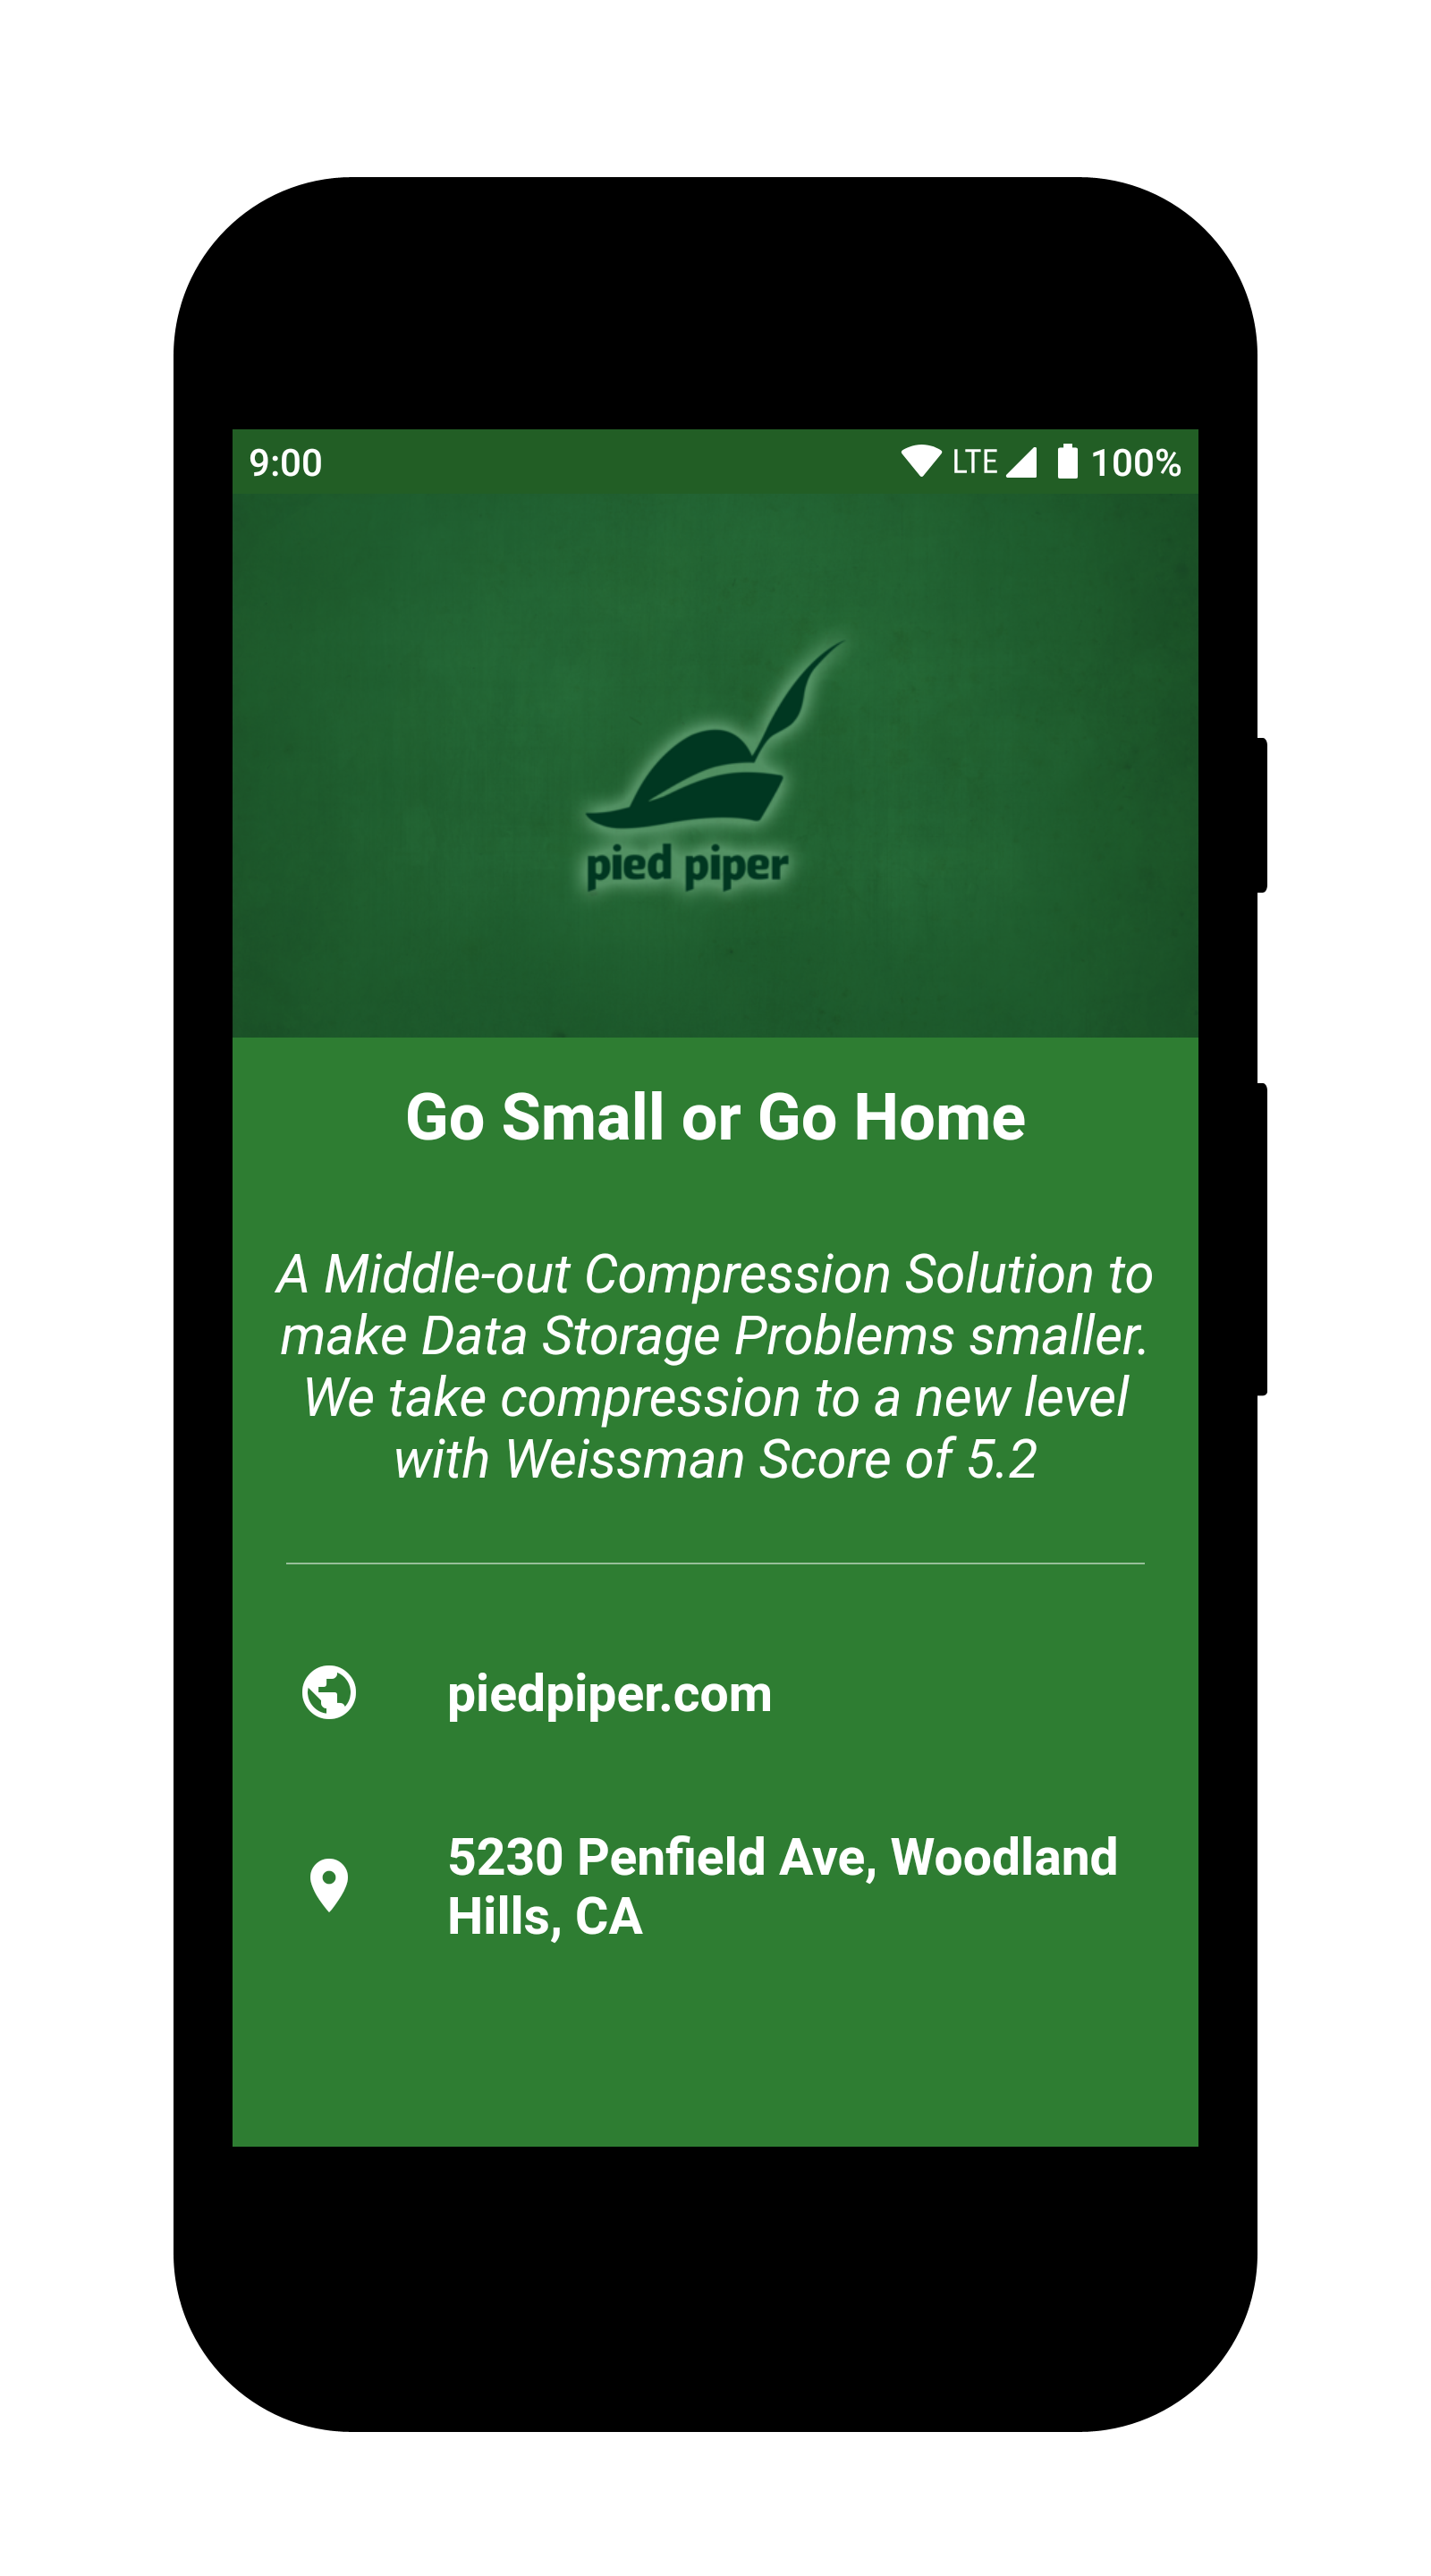 9:00 LTE 100%
pied piper
Go Small or Go Home
A Middle-out Compression Solution to
make Data Storage Problems smaller.
We take compression to a new level
with Weissman Score of 5.2
piedpiper.com
5230 Penfield Ave, Woodland
Hills, CA